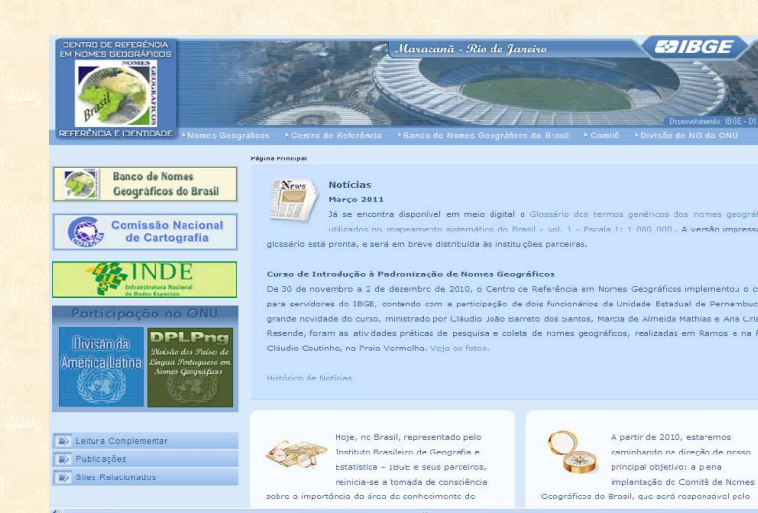 CENTRO DE REFERÊNCIA
EM NOMES GEOGRÁFICOS
NOMES
GEOGRÁFICOS
Brasil
REFERÊNCIA E IDENTIDADE
Maracanã - Rio de Janeiro
IBGE
Desenvolvimento: IBGE - DI
Nomes Geográficos
Centro de Referência
Banco de Nomes Geográficos do Brasil
Comitê
Divisão de NG da ONU
Página Principal
Banco de Nomes
Geográficos do Brasil
Comissão Nacional
de Cartografia
INDE
Infraestrutura Nacional
de Dados Espaciais
Participação na ONU
Divisão da
América Latina
DPLPng
Divisão dos Países de
Língua Portuguesa em
Nomes Geográficos
Leitura Complementar
Publicações
Sites Relacionados
News
Notícias
Março 2011
Já se encontra disponível em meio digital o Glossário dos termos genéricos dos nomes geográf
utilizados no mapeamento sistemático do Brasil - vol. 1 - Escala 1: 1 000 000 . A versão impressa
glossário está pronta, e será em breve distribuída às instituições parceiras.
Curso de Introdução à Padronização de Nomes Geográficos
De 30 de novembro a 2 de dezembro de 2010, o Centro de Referência em Nomes Geográficos implementou o c
para servidores do IBGE, contando com a participação de dois funcionários da Unidade Estadual de Pernambuc
grande novidade do curso, ministrado por Cláudio João Barreto dos Santos, Marcia de Almeida Mathias e Ana Cris
Resende, foram as atividades práticas de pesquisa e coleta de nomes geográficos, realizadas em Ramos e na
Cláudio Coutinho, na Praia Vermelha. Veja as fotos.
Histórico de Notícias
Hoje, no Brasil, representado pelo
Instituto Brasileiro de Geografia e
Estatística – IBGE e seus parceiros,
reinicia-se a tomada de consciência
sobre a importância da área de conhecimento de
A partir de 2010, estaremos
caminhando na direção de nosso
principal objetivo: a plena
implantação do Comitê de Nomes
Geográficos do Brasil, que será responsável pelo